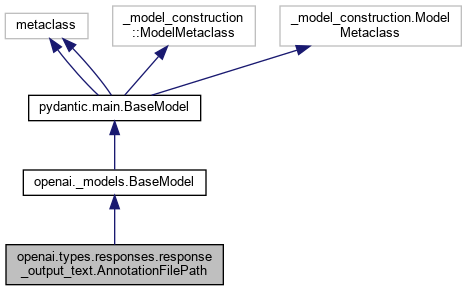 metaclass
_model_construction
::ModelMetaclass
_model_construction.Model
Metaclass
pydantic.main.BaseModel
openai._models.BaseModel
openai.types.responses.response
_output_text.AnnotationFilePath